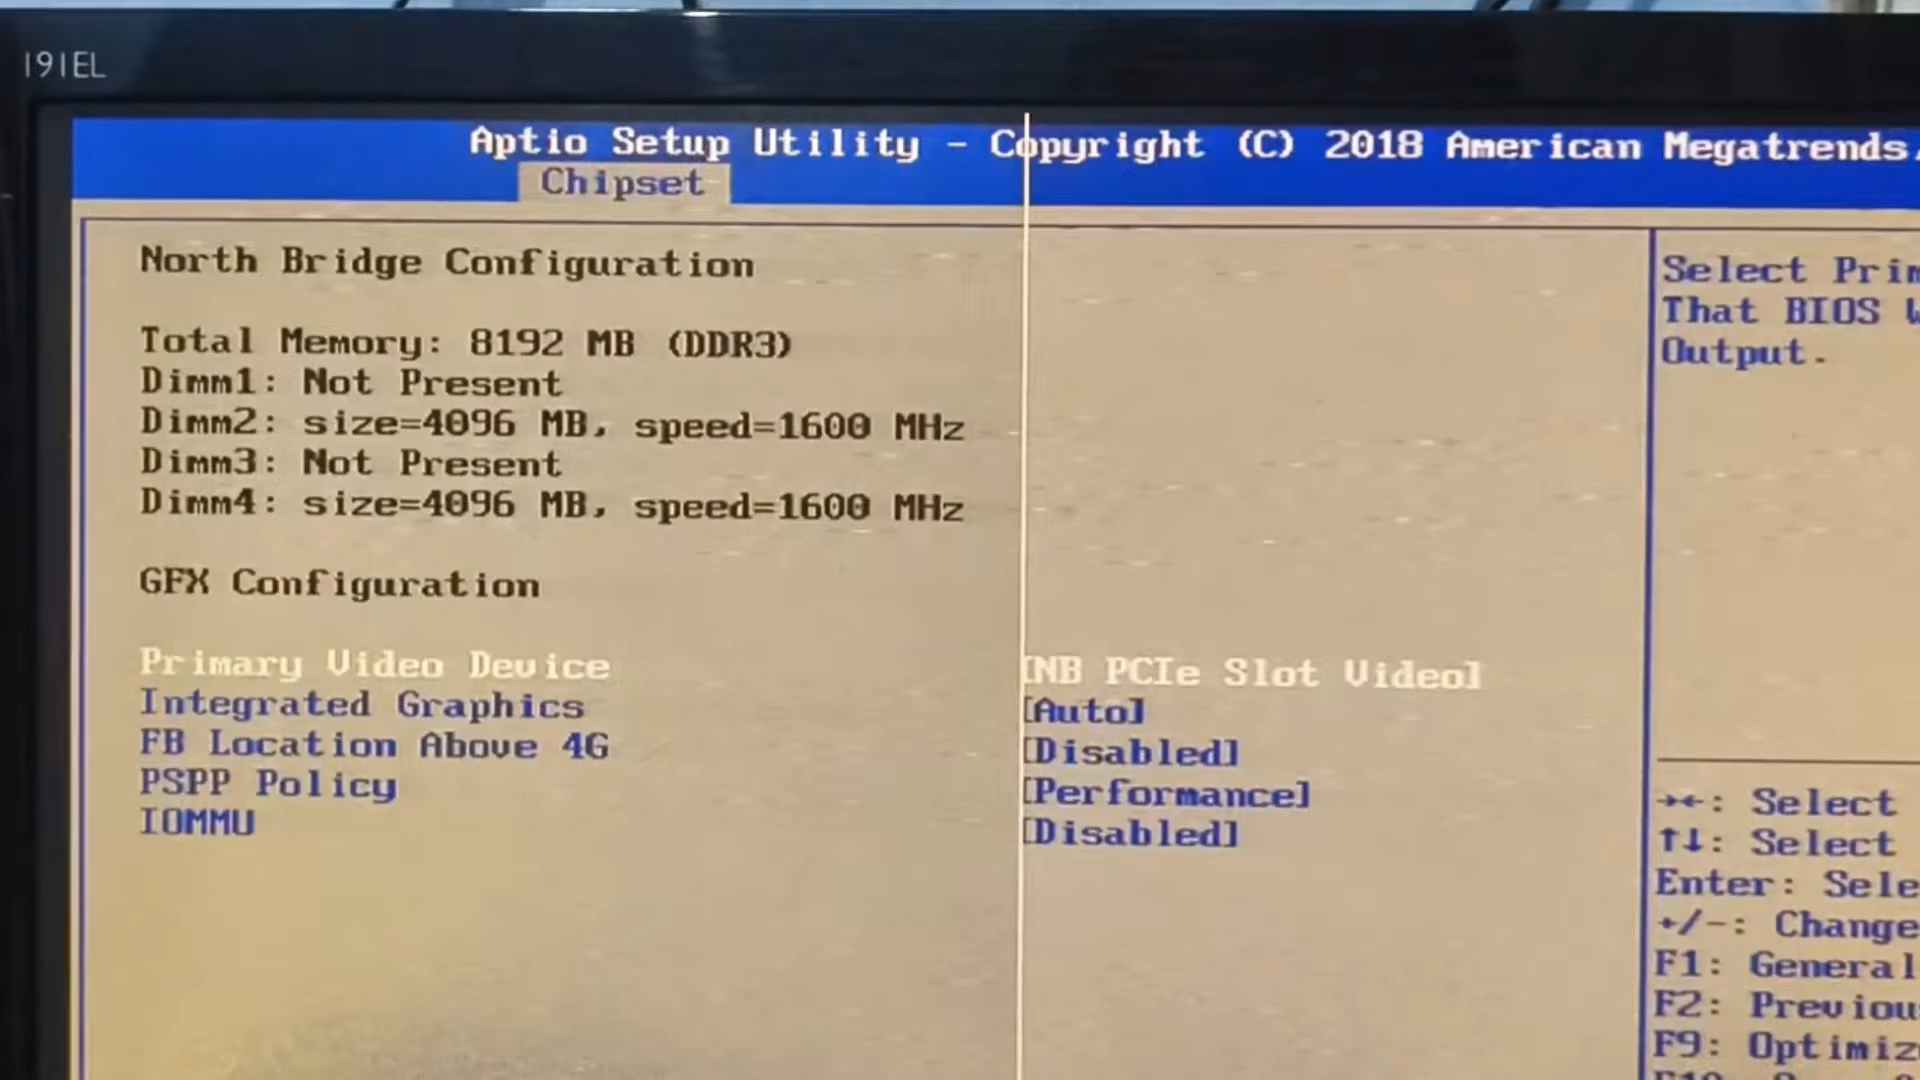 I9IEL
Aptio Setup Utility - Copyright (C) 2018 American Megatrends,
Chipset
North Bridge Configuration
Total Memory: 8192 MB (DDR3)
Dimm1: Not Present
Dimm2: size=4096 MB, speed=1600 MHz
Dimm3: Not Present
Dimm4: size=4096 MB, speed=1600 MHz
GFX Configuration
Primary Video Device [NB PCIe Slot Video]
Integrated Graphics [Auto]
FB Location Above 4G [Disabled]
PSPP Policy [Performance]
IOMMU [Disabled]
Select Prim
That BIOS W
Output.
→←: Select
↑↓: Select
Enter: Sele
+/-: Change
F1: General
F2: Previou
F9: Optimiz